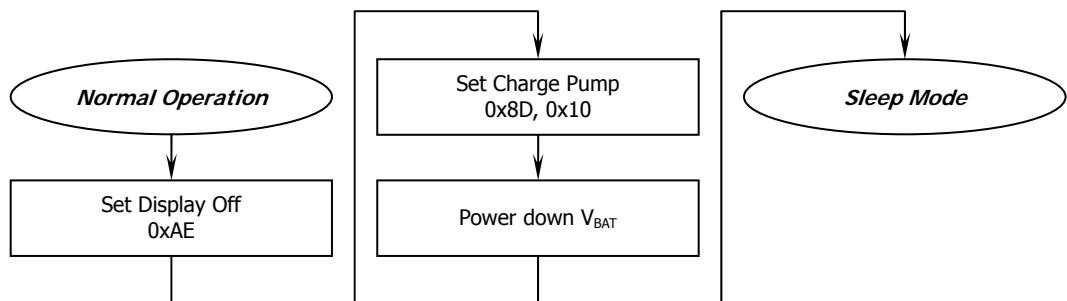 Normal Operation
Set Display Off
0xAE
Set Charge Pump
0x8D, 0x10
Power down VBAT
Sleep Mode